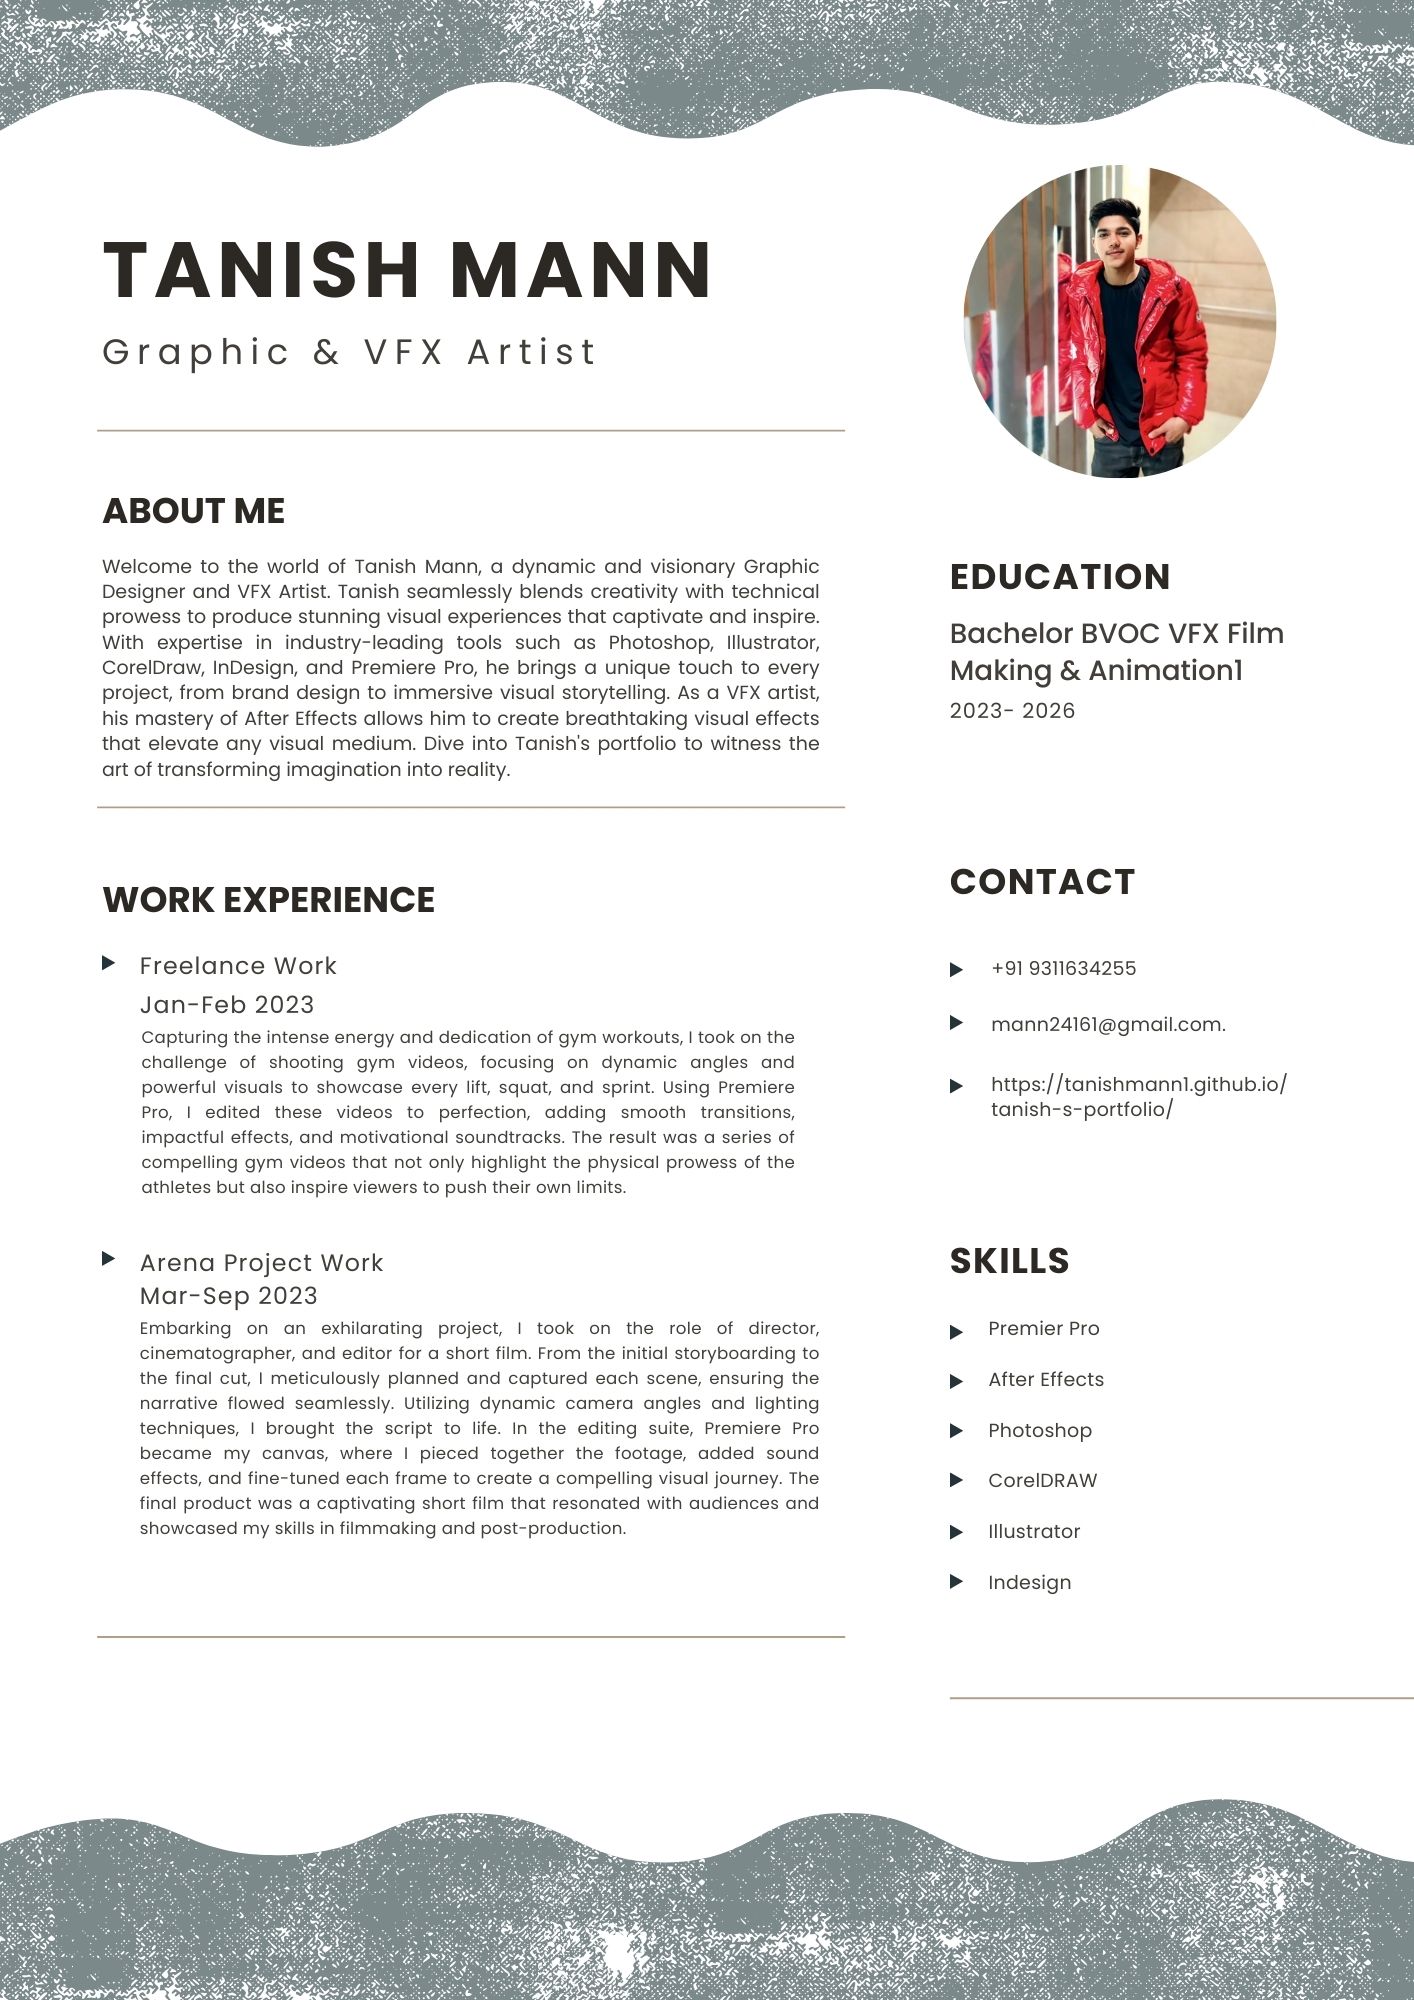 TANISH MANN
Graphic & VFX Artist
ABOUT ME
Welcome to the world of Tanish Mann, a dynamic and visionary Graphic
Designer and VFX Artist. Tanish seamlessly blends creativity with technical
prowess to produce stunning visual experiences that captivate and inspire.
With expertise in industry-leading tools such as Photoshop, Illustrator,
CorelDraw, InDesign, and Premiere Pro, he brings a unique touch to every
project, from brand design to immersive visual storytelling. As a VFX artist,
his mastery of After Effects allows him to create breathtaking visual effects
that elevate any visual medium. Dive into Tanish's portfolio to witness the
art of transforming imagination into reality.
WORK EXPERIENCE
Freelance Work
Jan-Feb 2023
Capturing the intense energy and dedication of gym workouts, I took on the
challenge of shooting gym videos, focusing on dynamic angles and
powerful visuals to showcase every lift, squat, and sprint. Using Premiere
Pro, I edited these videos to perfection, adding smooth transitions,
impactful effects, and motivational soundtracks. The result was a series of
compelling gym videos that not only highlight the physical prowess of the
athletes but also inspire viewers to push their own limits.
Arena Project Work
Mar-Sep 2023
Embarking on an exhilarating project, I took on the role of director,
cinematographer, and editor for a short film. From the initial storyboarding to
the final cut, I meticulously planned and captured each scene, ensuring the
narrative flowed seamlessly. Utilizing dynamic camera angles and lighting
techniques, I brought the script to life. In the editing suite, Premiere Pro
became my canvas, where I pieced together the footage, added sound
effects, and fine-tuned each frame to create a compelling visual journey. The
final product was a captivating short film that resonated with audiences and
showcased my skills in filmmaking and post-production.
EDUCATION
Bachelor BVOC VFX Film
Making & Animation1
2023- 2026
CONTACT
+91 9311634255
mann24161@gmail.com.
https://tanishmann1.github.io/
tanish-s-portfolio/
SKILLS
Premier Pro
After Effects
Photoshop
CorelDRAW
Illustrator
Indesign